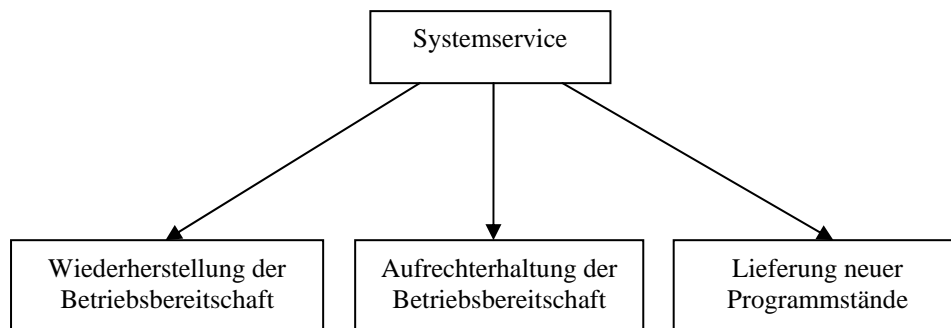 Systemservice
Wiederherstellung der
Betriebsbereitschaft
Aufrechterhaltung der
Betriebsbereitschaft
Lieferung neuer
Programmstände